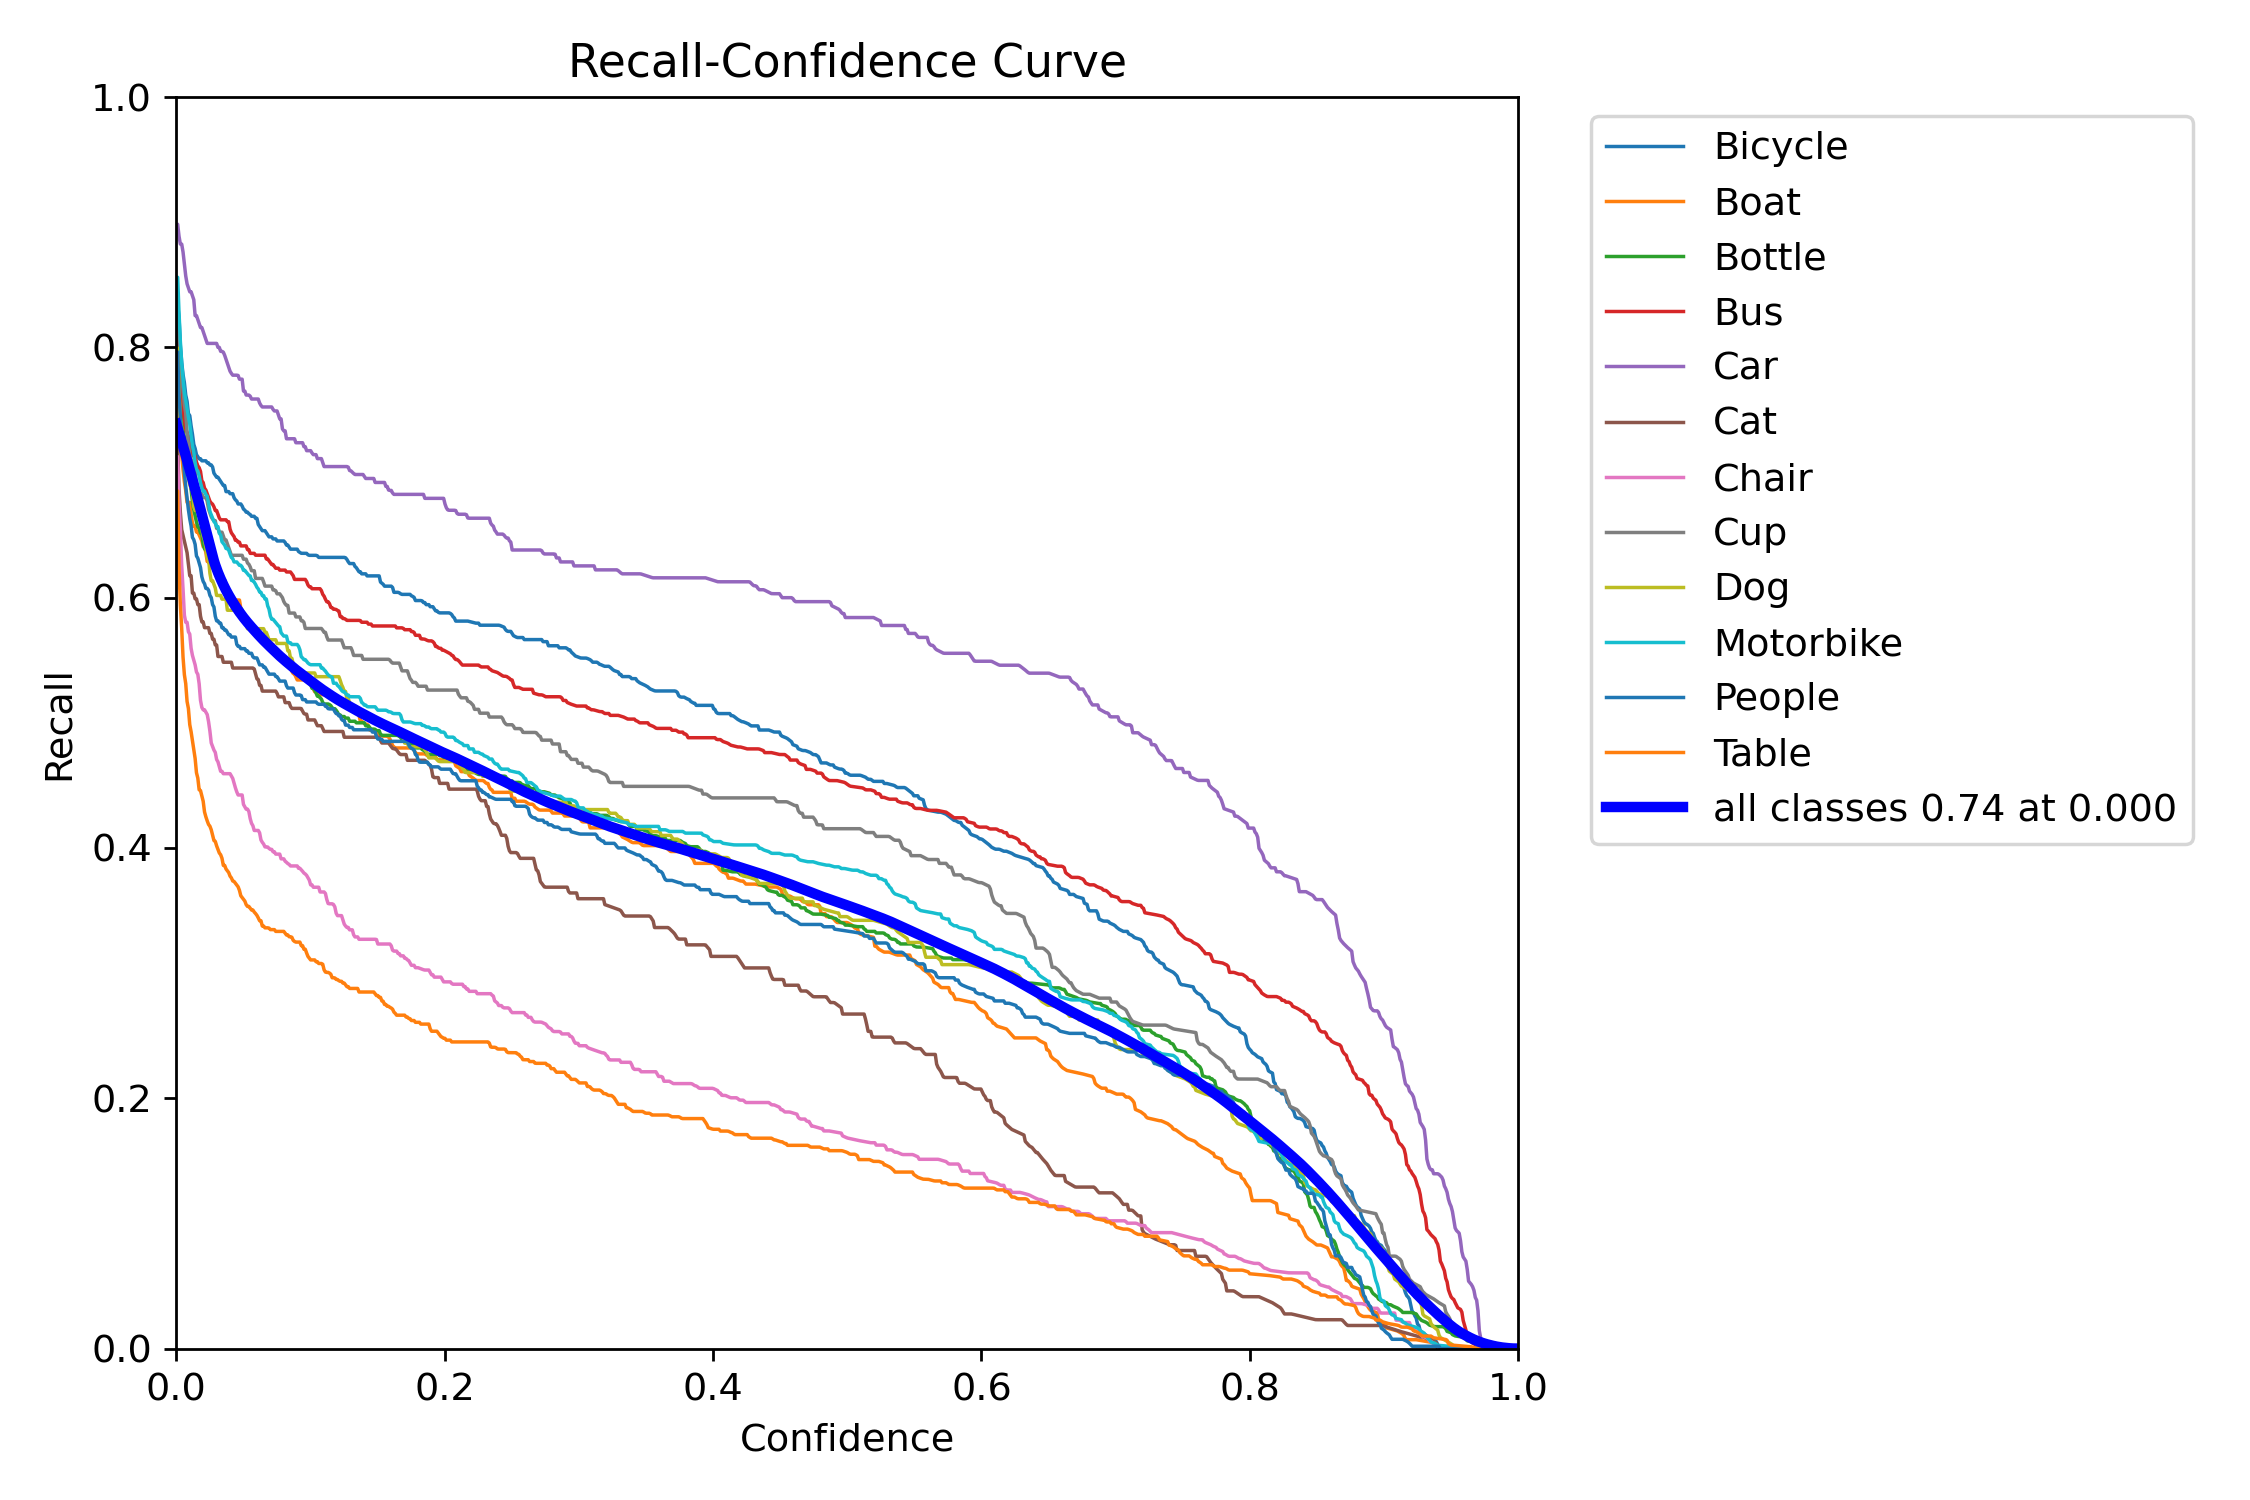 Recall-Confidence Curve
1.0
0.8
0.6
0.4
0.2
0.0
Recall
0.0 0.2 0.4 0.6 0.8 1.0
Confidence
Bicycle
Boat
Bottle
Bus
Car
Cat
Chair
Cup
Dog
Motorbike
People
Table
all classes 0.74 at 0.000